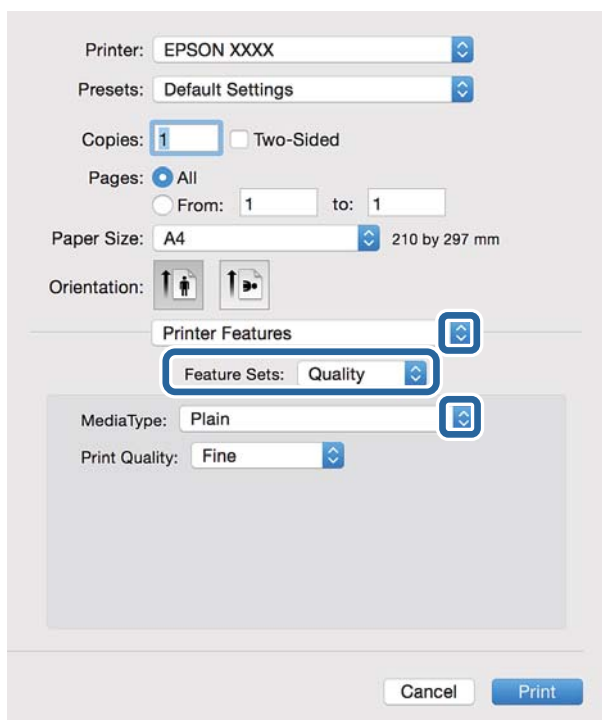 Printer: EPSON XXXX
Presets: Default Settings
Copies: 1 Two-Sided
Pages: All
From: 1 to: 1
Paper Size: A4 210 by 297 mm
Orientation:
Printer Features
Feature Sets: Quality
MediaType: Plain
Print Quality: Fine
Cancel Print